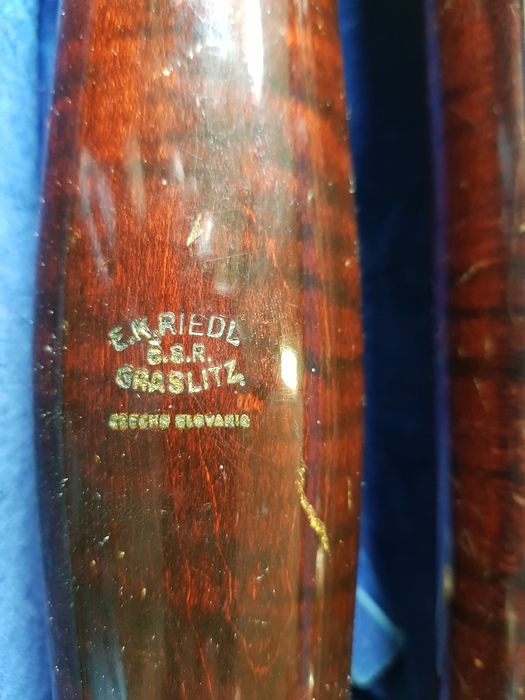 E.K.RIEDL
Č.S.R.
GRASLITZ
CZECHO SLOVAKIA